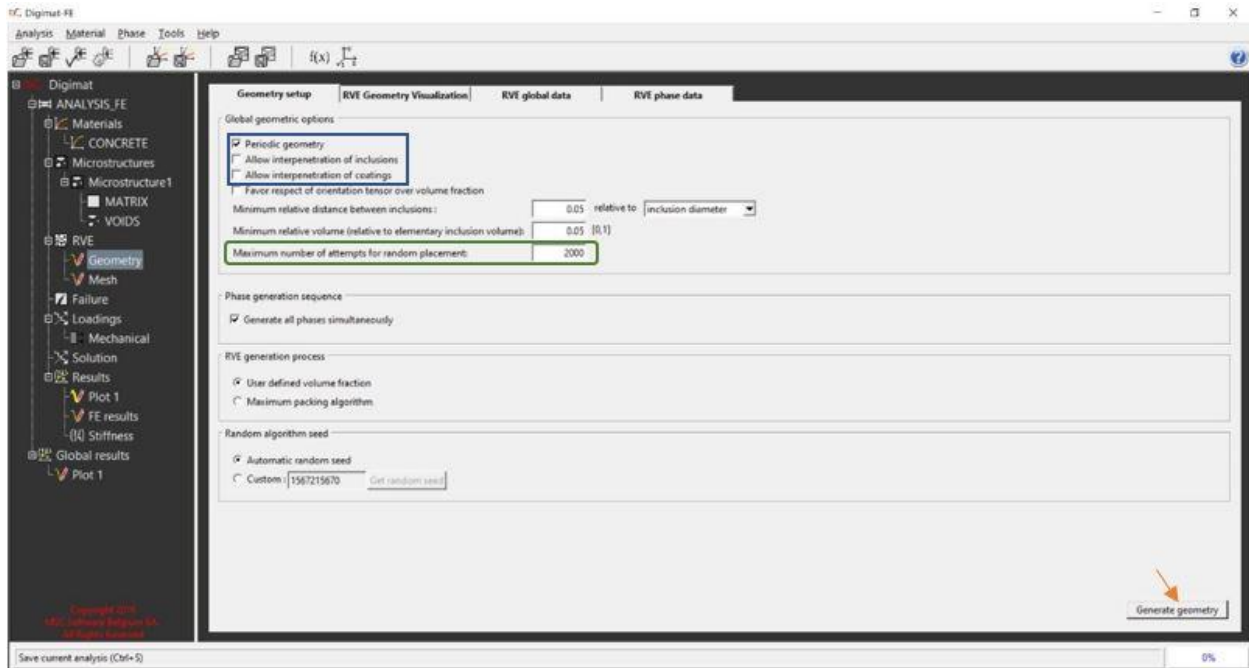 Digimat-FE
Analysis Material Phase Tools Help
f(x)
Digimat
ANALYSIS_FE
Materials
CONCRETE
Microstructures
Microstructure1
MATRIX
VOIDS
RVE
Geometry
Mesh
Failure
Loadings
Mechanical
Solution
Results
Plot 1
FE results
Stiffness
Global results
Plot 1
Geometry setup RVE Geometry Visualization RVE global data RVE phase data
Global geometric options
Periodic geometry
Allow interpenetration of inclusions
Allow interpenetration of coatings
Favor respect of orientation tensor over volume fraction
Minimum relative distance between inclusions : 0.05 relative to inclusion diameter
Minimum relative volume (relative to elementary inclusion volume): 0.05 [0,1]
Maximum number of attempts for random placement: 2000
Phase generation sequence
Generate all phases simultaneously
RVE generation process
User defined volume fraction
Maximum packing algorithm
Random algorithm seed
Automatic random seed
Custom : 1567215670 Get random seed
Generate geometry
Save current analysis (Ctrl+S) 0%